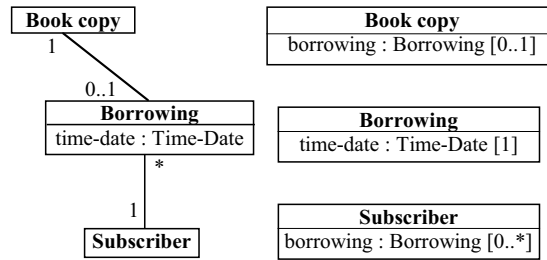 Book copy
1
0..1
Borrowing
time-date : Time-Date
*
1
Subscriber
Book copy
borrowing : Borrowing [0..1]
Borrowing
time-date : Time-Date [1]
Subscriber
borrowing : Borrowing [0..*]